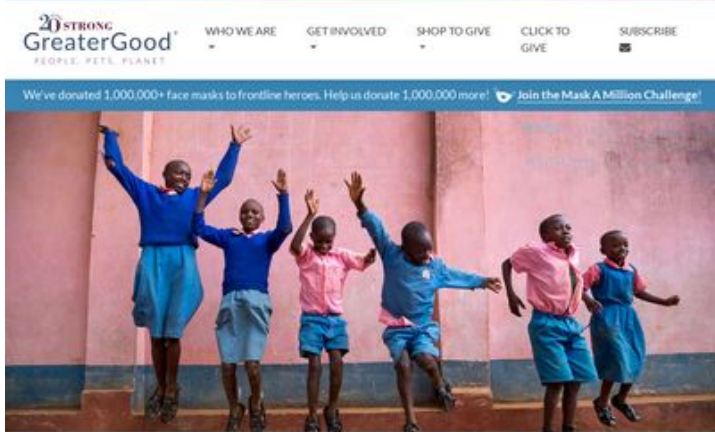 20 STRONG
GreaterGood®
PEOPLE. PETS. PLANET
WHO WE ARE
GET INVOLVED
SHOP TO GIVE
CLICK TO
GIVE
SUBSCRIBE
We've donated 1,000,000+ face masks to frontline heroes. Help us donate 1,000,000 more! Join the Mask A Million Challenge!